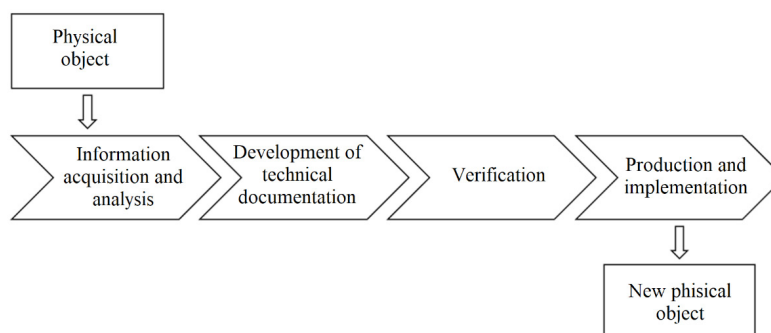 Physical
object
Information
acquisition and
analysis
Development of
technical
documentation
Verification
Production and
implementation
New phisical
object